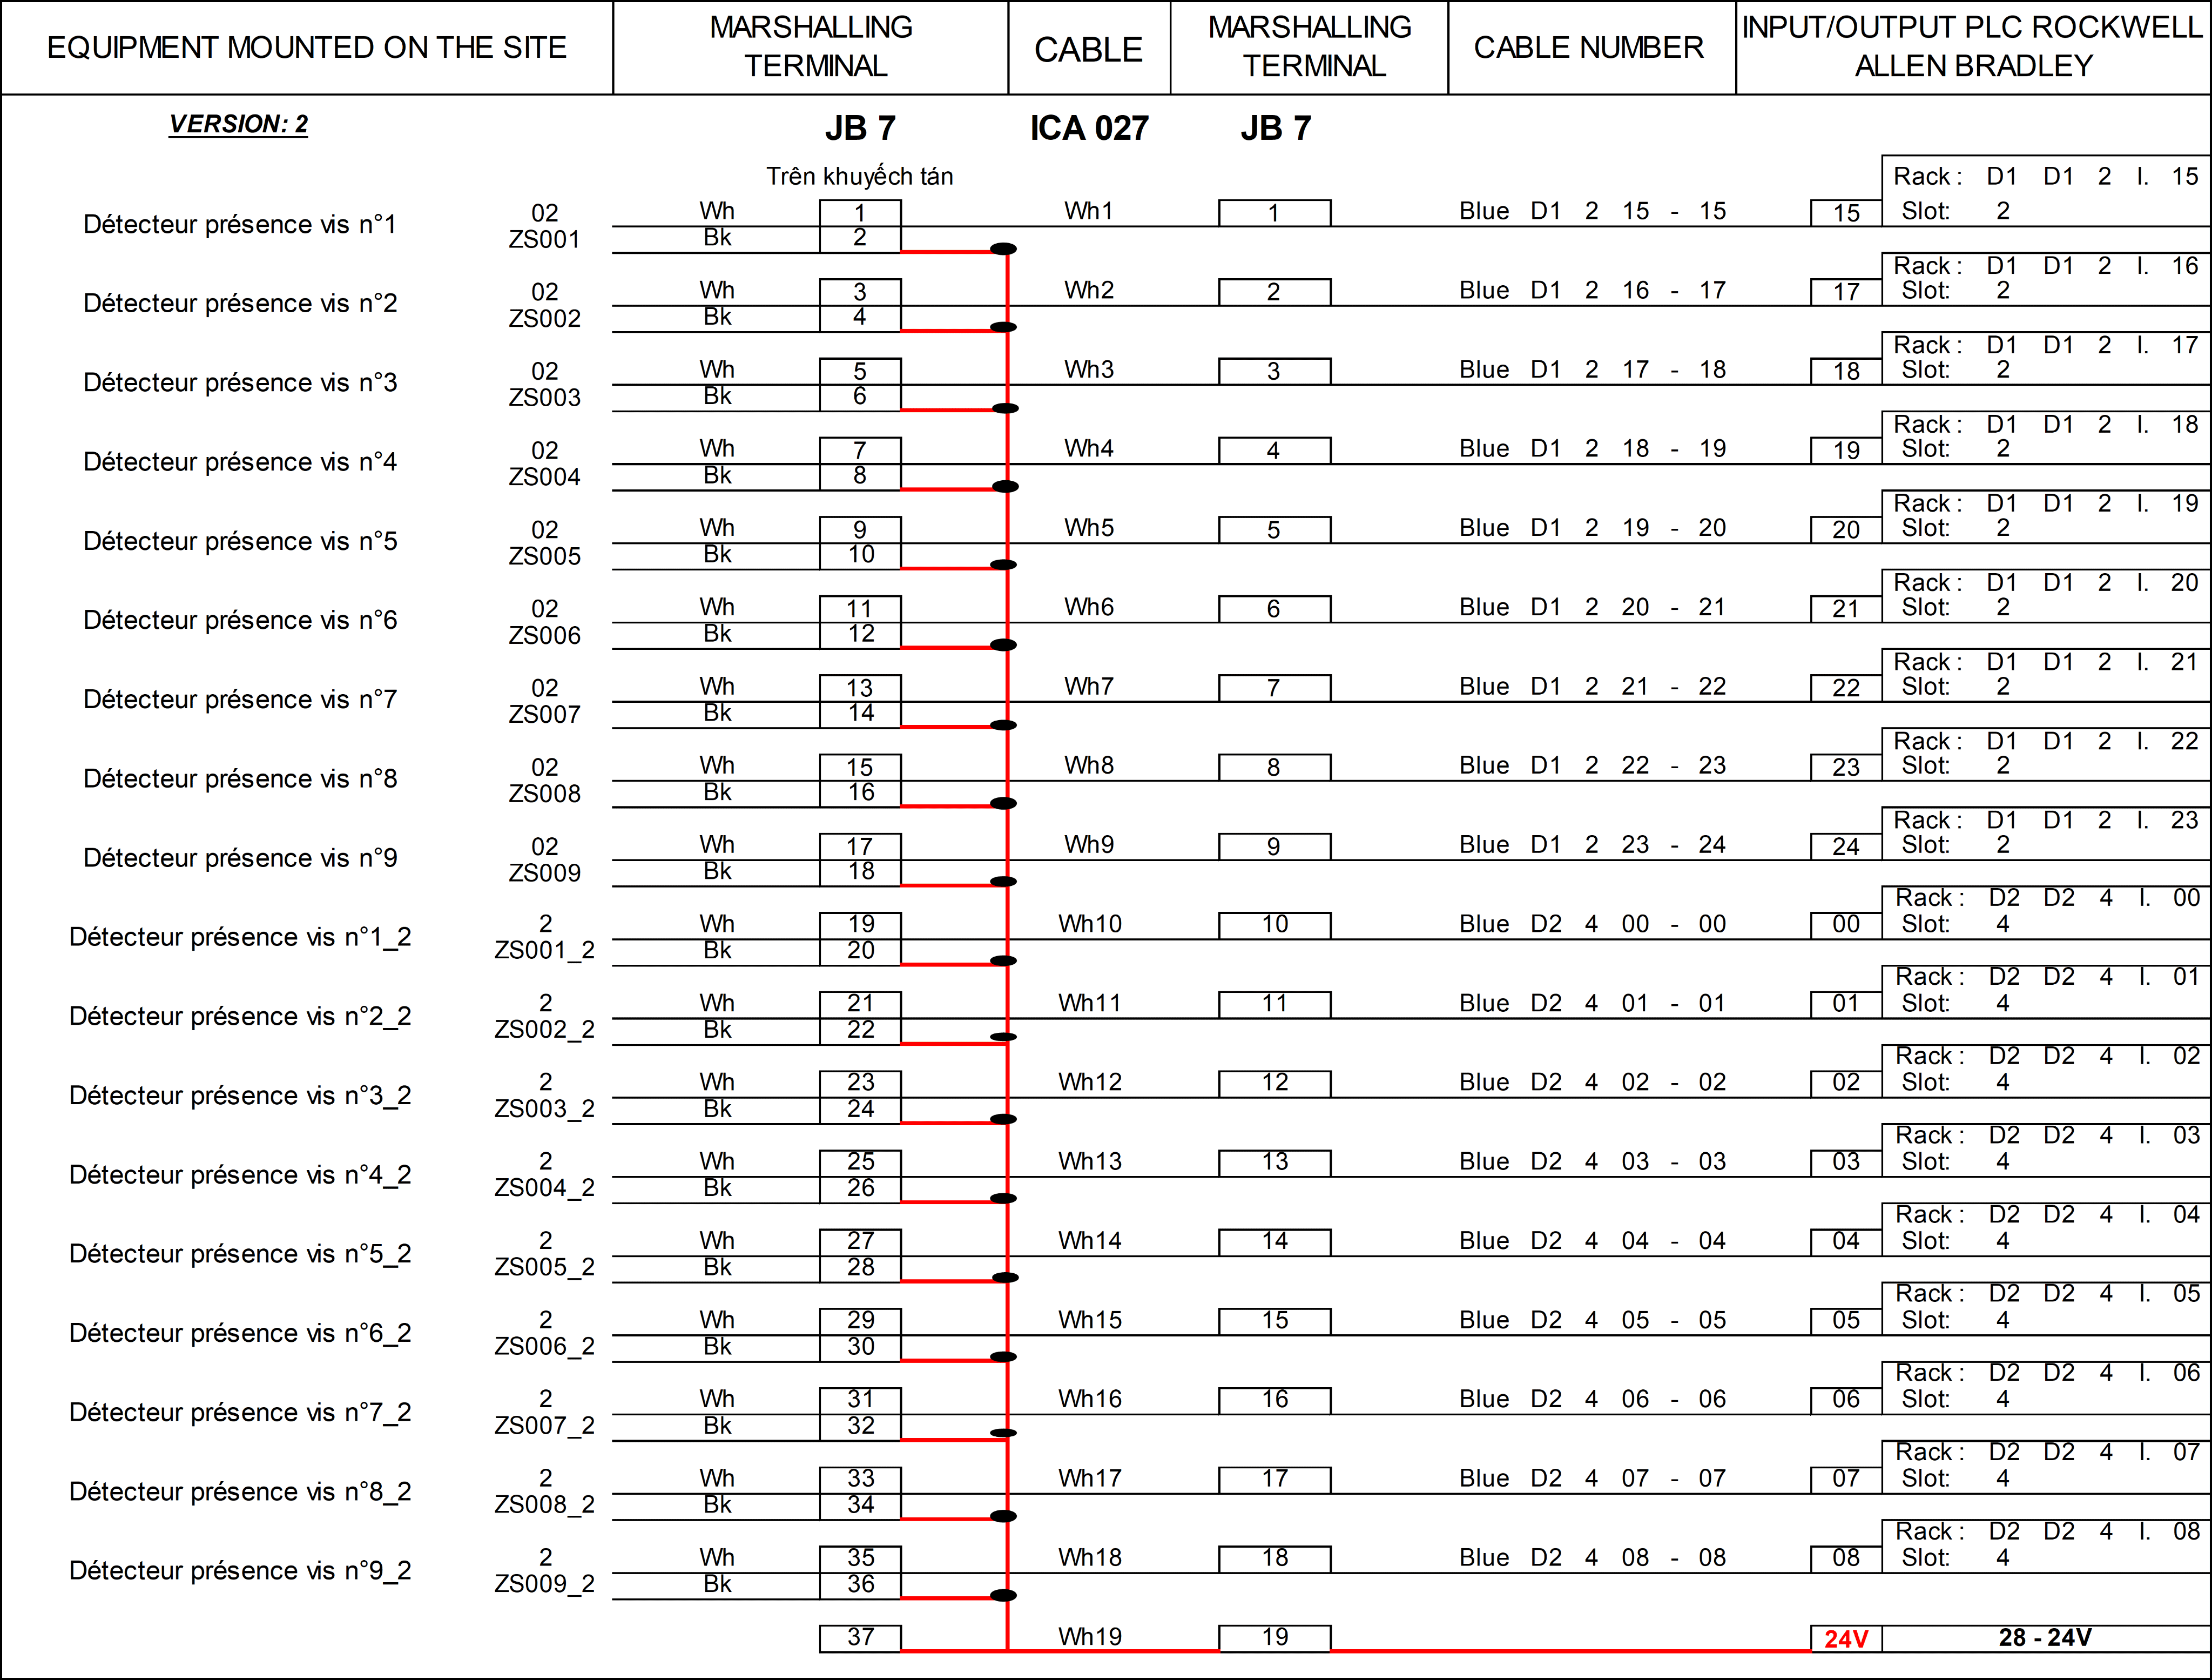 EQUIPMENT MOUNTED ON THE SITE
MARSHALLING
TERMINAL
CABLE
MARSHALLING
TERMINAL
CABLE NUMBER
INPUT/OUTPUT PLC ROCKWELL
ALLEN BRADLEY
VERSION: 2
JB 7
ICA 027
JB 7
Trên khuyếch tán
Rack : D1 D1 2 I. 15
Détecteur présence vis n°1 02 Wh 1 Wh1 1 Blue D1 2 15 - 15 15 Slot: 2
ZS001 Bk 2
Rack : D1 D1 2 I. 16
Détecteur présence vis n°2 02 Wh 3 Wh2 2 Blue D1 2 16 - 17 17 Slot: 2
ZS002 Bk 4
Rack : D1 D1 2 I. 17
Détecteur présence vis n°3 02 Wh 5 Wh3 3 Blue D1 2 17 - 18 18 Slot: 2
ZS003 Bk 6
Rack : D1 D1 2 I. 18
Détecteur présence vis n°4 02 Wh 7 Wh4 4 Blue D1 2 18 - 19 19 Slot: 2
ZS004 Bk 8
Rack : D1 D1 2 I. 19
Détecteur présence vis n°5 02 Wh 9 Wh5 5 Blue D1 2 19 - 20 20 Slot: 2
ZS005 Bk 10
Rack : D1 D1 2 I. 20
Détecteur présence vis n°6 02 Wh 11 Wh6 6 Blue D1 2 20 - 21 21 Slot: 2
ZS006 Bk 12
Rack : D1 D1 2 I. 21
Détecteur présence vis n°7 02 Wh 13 Wh7 7 Blue D1 2 21 - 22 22 Slot: 2
ZS007 Bk 14
Rack : D1 D1 2 I. 22
Détecteur présence vis n°8 02 Wh 15 Wh8 8 Blue D1 2 22 - 23 23 Slot: 2
ZS008 Bk 16
Rack : D1 D1 2 I. 23
Détecteur présence vis n°9 02 Wh 17 Wh9 9 Blue D1 2 23 - 24 24 Slot: 2
ZS009 Bk 18
Rack : D2 D2 4 I. 00
Détecteur présence vis n°1_2 2 Wh 19 Wh10 10 Blue D2 4 00 - 00 00 Slot: 4
ZS001_2 Bk 20
Rack : D2 D2 4 I. 01
Détecteur présence vis n°2_2 2 Wh 21 Wh11 11 Blue D2 4 01 - 01 01 Slot: 4
ZS002_2 Bk 22
Rack : D2 D2 4 I. 02
Détecteur présence vis n°3_2 2 Wh 23 Wh12 12 Blue D2 4 02 - 02 02 Slot: 4
ZS003_2 Bk 24
Rack : D2 D2 4 I. 03
Détecteur présence vis n°4_2 2 Wh 25 Wh13 13 Blue D2 4 03 - 03 03 Slot: 4
ZS004_2 Bk 26
Rack : D2 D2 4 I. 04
Détecteur présence vis n°5_2 2 Wh 27 Wh14 14 Blue D2 4 04 - 04 04 Slot: 4
ZS005_2 Bk 28
Rack : D2 D2 4 I. 05
Détecteur présence vis n°6_2 2 Wh 29 Wh15 15 Blue D2 4 05 - 05 05 Slot: 4
ZS006_2 Bk 30
Rack : D2 D2 4 I. 06
Détecteur présence vis n°7_2 2 Wh 31 Wh16 16 Blue D2 4 06 - 06 06 Slot: 4
ZS007_2 Bk 32
Rack : D2 D2 4 I. 07
Détecteur présence vis n°8_2 2 Wh 33 Wh17 17 Blue D2 4 07 - 07 07 Slot: 4
ZS008_2 Bk 34
Rack : D2 D2 4 I. 08
Détecteur présence vis n°9_2 2 Wh 35 Wh18 18 Blue D2 4 08 - 08 08 Slot: 4
ZS009_2 Bk 36
37 Wh19 19 24V 28 - 24V